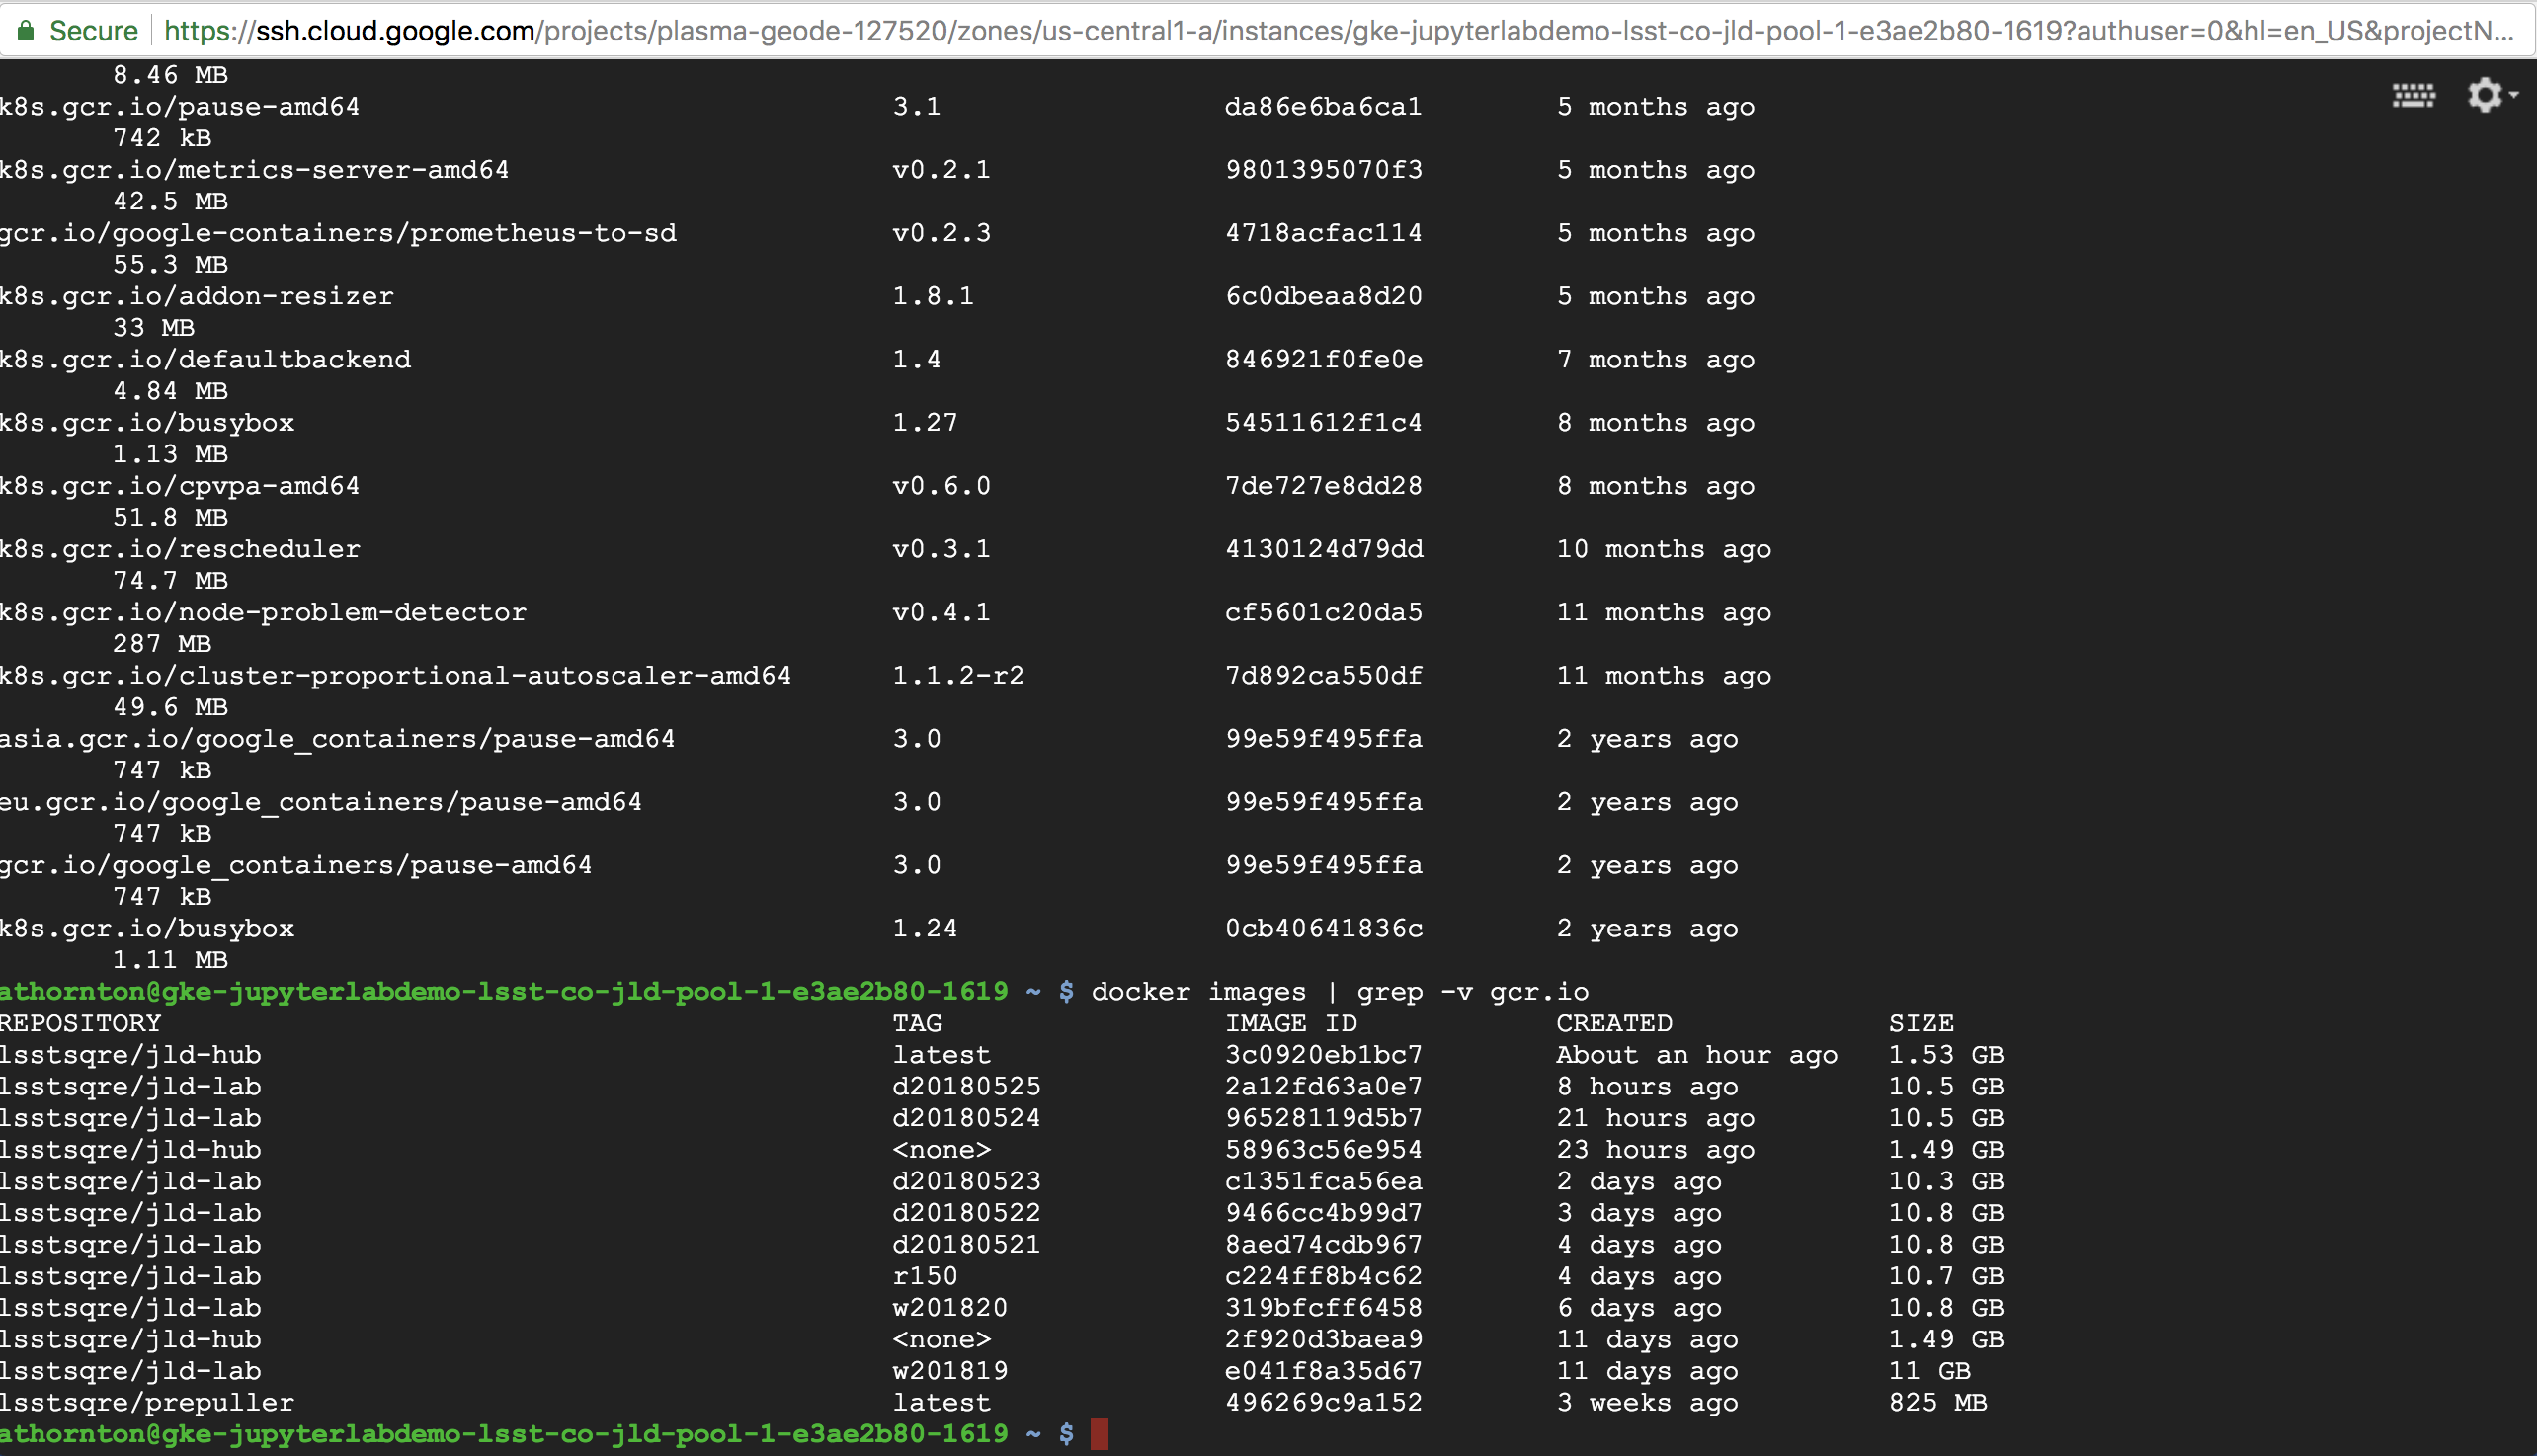 Secure https://ssh.cloud.google.com/projects/plasma-geode-127520/zones/us-central1-a/instances/gke-jupyterlabdemo-lsst-co-jld-pool-1-e3ae2b80-1619?authuser=0&hl=en_US&projectN...
8.46 MB
k8s.gcr.io/pause-amd64 3.1 da86e6ba6ca1 5 months ago
742 kB
k8s.gcr.io/metrics-server-amd64 v0.2.1 9801395070f3 5 months ago
42.5 MB
gcr.io/google-containers/prometheus-to-sd v0.2.3 4718acfac114 5 months ago
55.3 MB
k8s.gcr.io/addon-resizer 1.8.1 6c0dbeaa8d20 5 months ago
33 MB
k8s.gcr.io/defaultbackend 1.4 846921f0fe0e 7 months ago
4.84 MB
k8s.gcr.io/busybox 1.27 54511612f1c4 8 months ago
1.13 MB
k8s.gcr.io/cpvpa-amd64 v0.6.0 7de727e8dd28 8 months ago
51.8 MB
k8s.gcr.io/rescheduler v0.3.1 4130124d79dd 10 months ago
74.7 MB
k8s.gcr.io/node-problem-detector v0.4.1 cf5601c20da5 11 months ago
287 MB
k8s.gcr.io/cluster-proportional-autoscaler-amd64 1.1.2-r2 7d892ca550df 11 months ago
49.6 MB
asia.gcr.io/google_containers/pause-amd64 3.0 99e59f495ffa 2 years ago
747 kB
eu.gcr.io/google_containers/pause-amd64 3.0 99e59f495ffa 2 years ago
747 kB
gcr.io/google_containers/pause-amd64 3.0 99e59f495ffa 2 years ago
747 kB
k8s.gcr.io/busybox 1.24 0cb40641836c 2 years ago
1.11 MB
athornton@gke-jupyterlabdemo-lsst-co-jld-pool-1-e3ae2b80-1619 ~ $ docker images | grep -v gcr.io
REPOSITORY TAG IMAGE ID CREATED SIZE
lsstsqre/jld-hub latest 3c0920eb1bc7 About an hour ago 1.53 GB
lsstsqre/jld-lab d20180525 2a12fd63a0e7 8 hours ago 10.5 GB
lsstsqre/jld-lab d20180524 96528119d5b7 21 hours ago 10.5 GB
lsstsqre/jld-hub <none> 58963c56e954 23 hours ago 1.49 GB
lsstsqre/jld-lab d20180523 c1351fca56ea 2 days ago 10.3 GB
lsstsqre/jld-lab d20180522 9466cc4b99d7 3 days ago 10.8 GB
lsstsqre/jld-lab d20180521 8aed74cdb967 4 days ago 10.8 GB
lsstsqre/jld-lab r150 c224ff8b4c62 4 days ago 10.7 GB
lsstsqre/jld-lab w201820 319bfcff6458 6 days ago 10.8 GB
lsstsqre/jld-hub <none> 2f920d3baea9 11 days ago 1.49 GB
lsstsqre/jld-lab w201819 e041f8a35d67 11 days ago 11 GB
lsstsqre/prepuller latest 496269c9a152 3 weeks ago 825 MB
athornton@gke-jupyterlabdemo-lsst-co-jld-pool-1-e3ae2b80-1619 ~ $